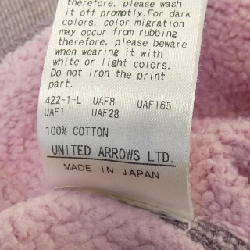 therefore, please wash
it off promptly.For dark
colors, color migration
may occur from rubbing
therefore, please beware
when wearing it with
white or light colors.
Do not iron the print
part.
422-1-L UAF8 UAF165
UAF1 UAF28
100% COTTON
UNITED ARROWS LTD.
MADE IN JAPAN